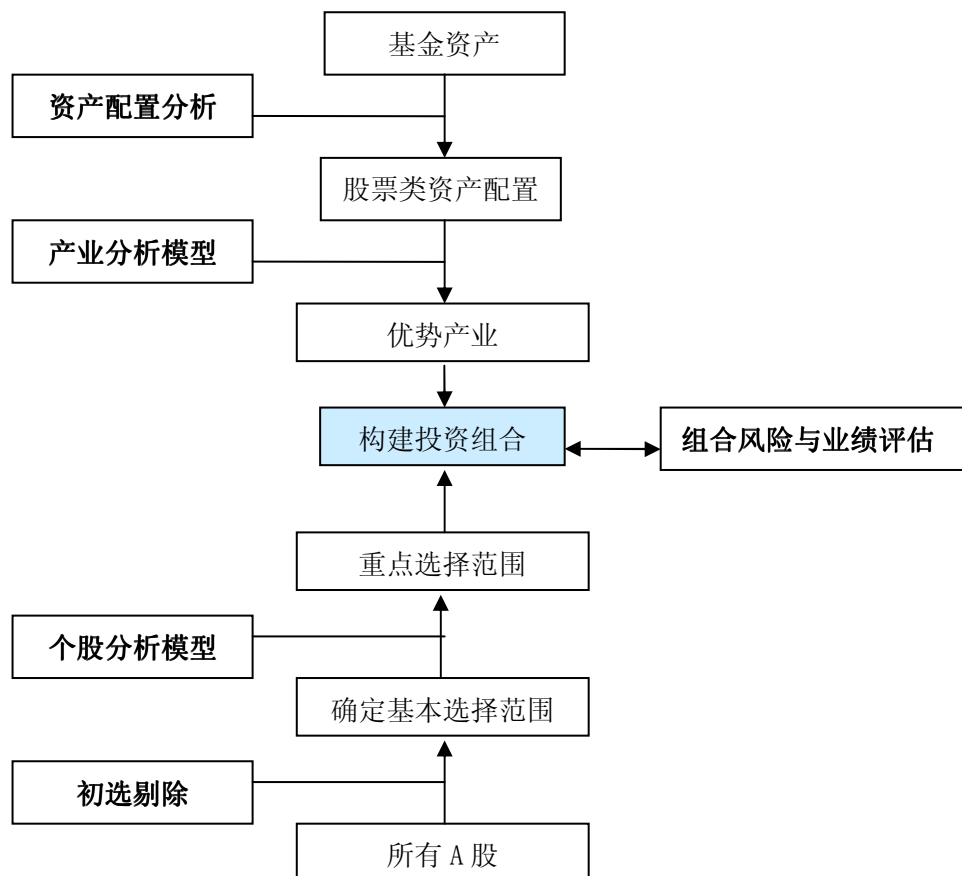 基金资产
资产配置分析
股票类资产配置
产业分析模型
优势产业
构建投资组合
组合风险与业绩评估
重点选择范围
个股分析模型
确定基本选择范围
初选剔除
所有 A 股